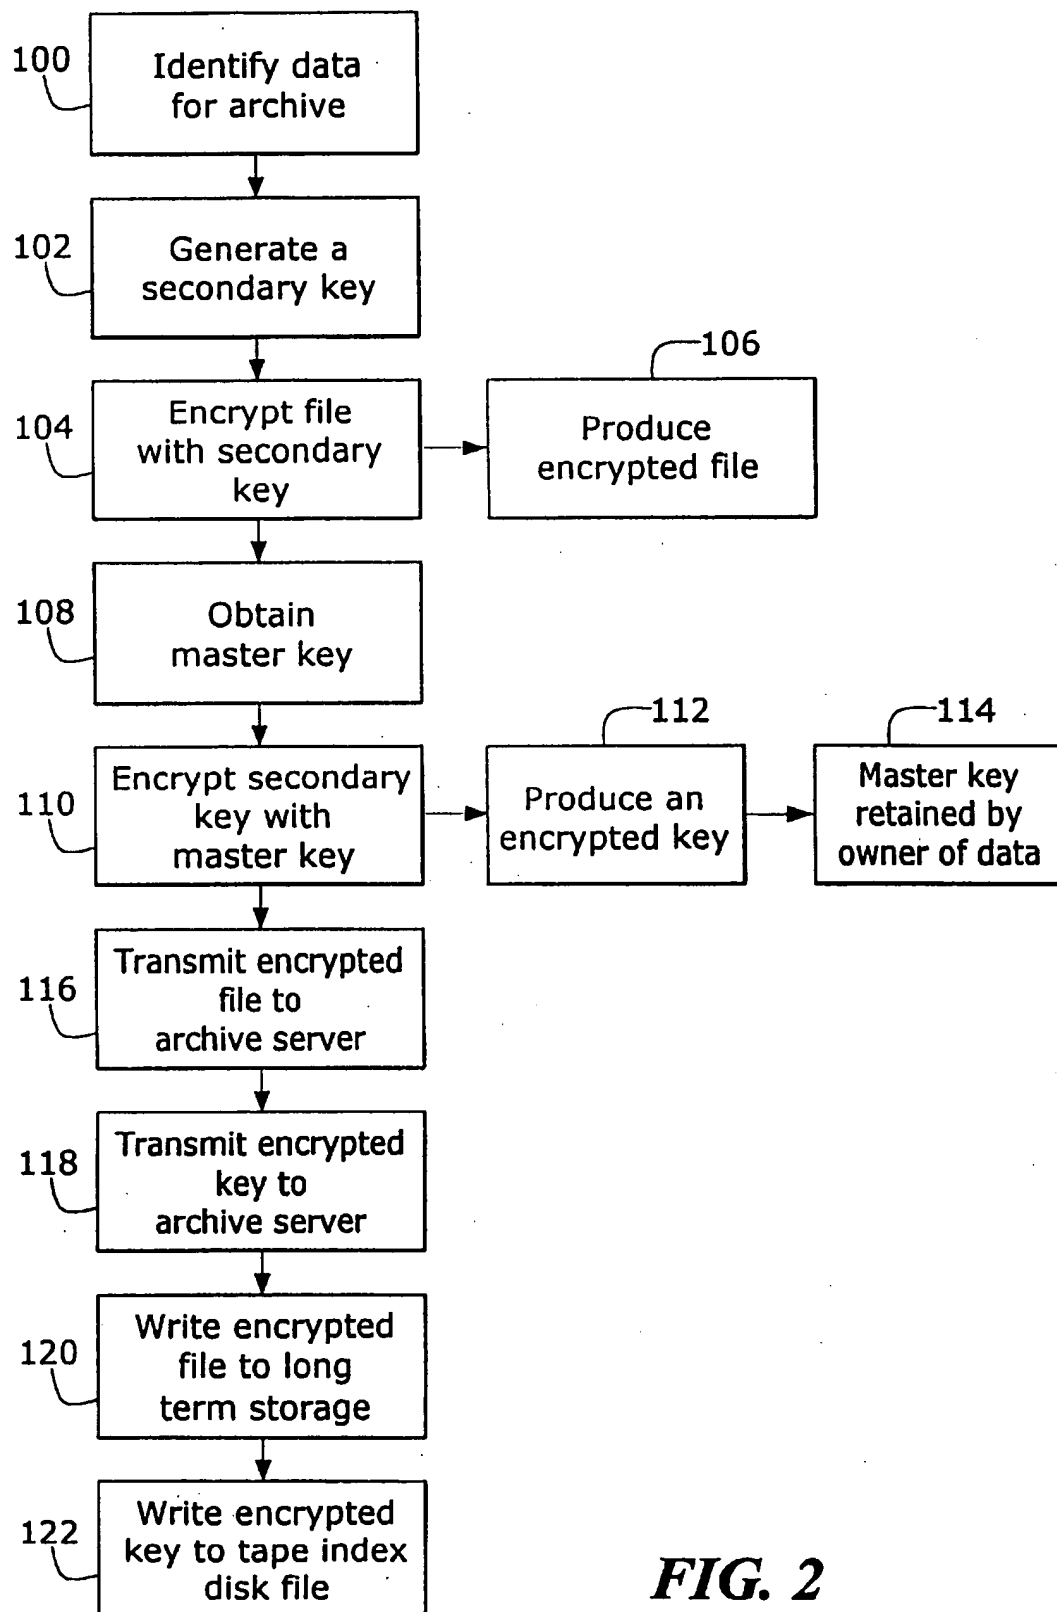 100
Identify data
for archive
102
Generate a
secondary key
106
104
Encrypt file
with secondary
key
Produce
encrypted file
108
Obtain
master key
112
114
110
Encrypt secondary
key with
master key
Produce an
encrypted key
Master key
retained by
owner of data
116
Transmit encrypted
file to
archive server
118
Transmit encrypted
key to
archive server
120
Write encrypted
file to long
term storage
122
Write encrypted
key to tape index
disk file
FIG. 2